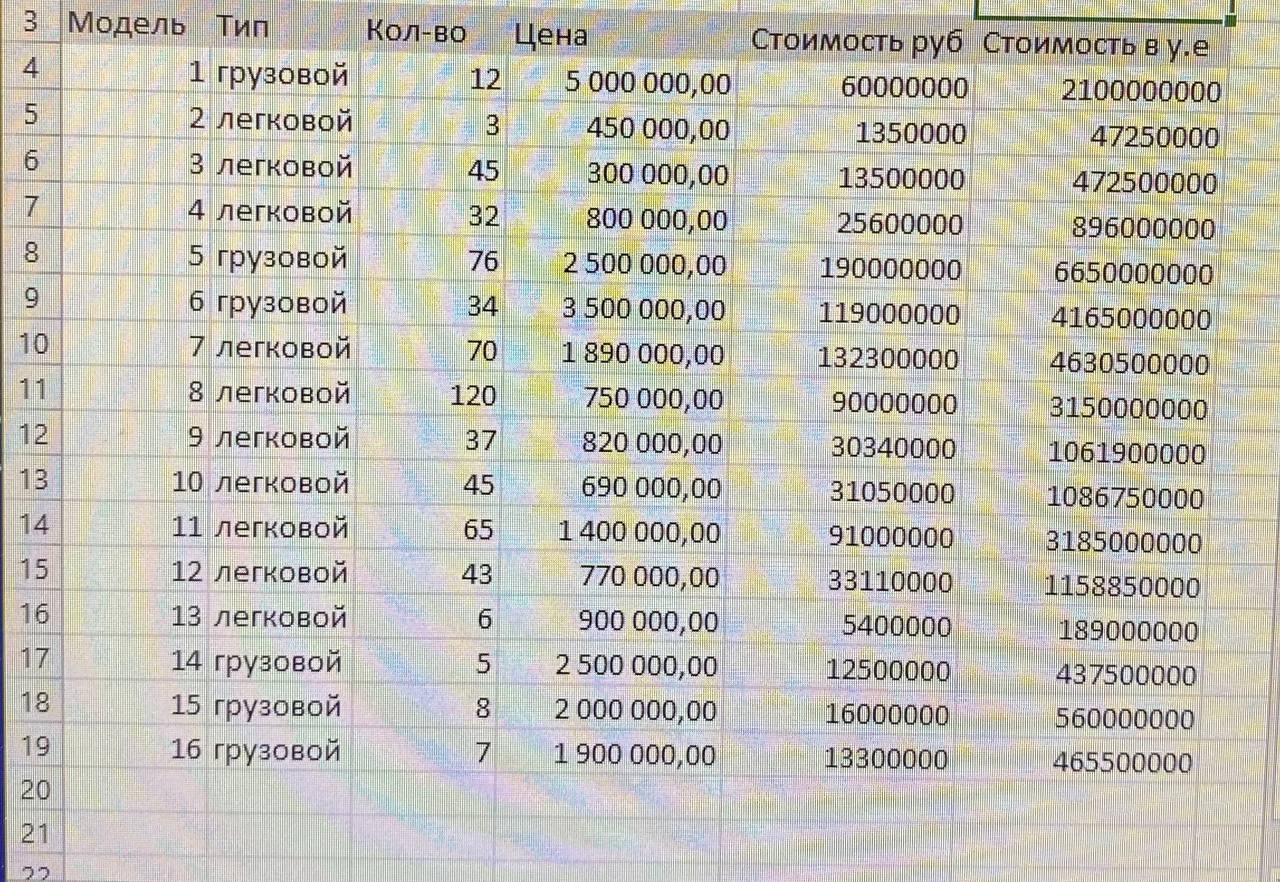 3 Модель Тип Кол-во Цена Стоимость руб Стоимость в у.е
4 1 грузовой 12 5 000 000,00 60000000 2100000000
5 2 легковой 3 450 000,00 1350000 47250000
6 3 легковой 45 300 000,00 13500000 472500000
7 4 легковой 32 800 000,00 25600000 896000000
8 5 грузовой 76 2 500 000,00 190000000 6650000000
9 6 грузовой 34 3 500 000,00 119000000 4165000000
10 7 легковой 70 1 890 000,00 132300000 4630500000
11 8 легковой 120 750 000,00 90000000 3150000000
12 9 легковой 37 820 000,00 30340000 1061900000
13 10 легковой 45 690 000,00 31050000 1086750000
14 11 легковой 65 1 400 000,00 91000000 3185000000
15 12 легковой 43 770 000,00 33110000 1158850000
16 13 легковой 6 900 000,00 5400000 189000000
17 14 грузовой 5 2 500 000,00 12500000 437500000
18 15 грузовой 8 2 000 000,00 16000000 560000000
19 16 грузовой 7 1 900 000,00 13300000 465500000
20
21
22